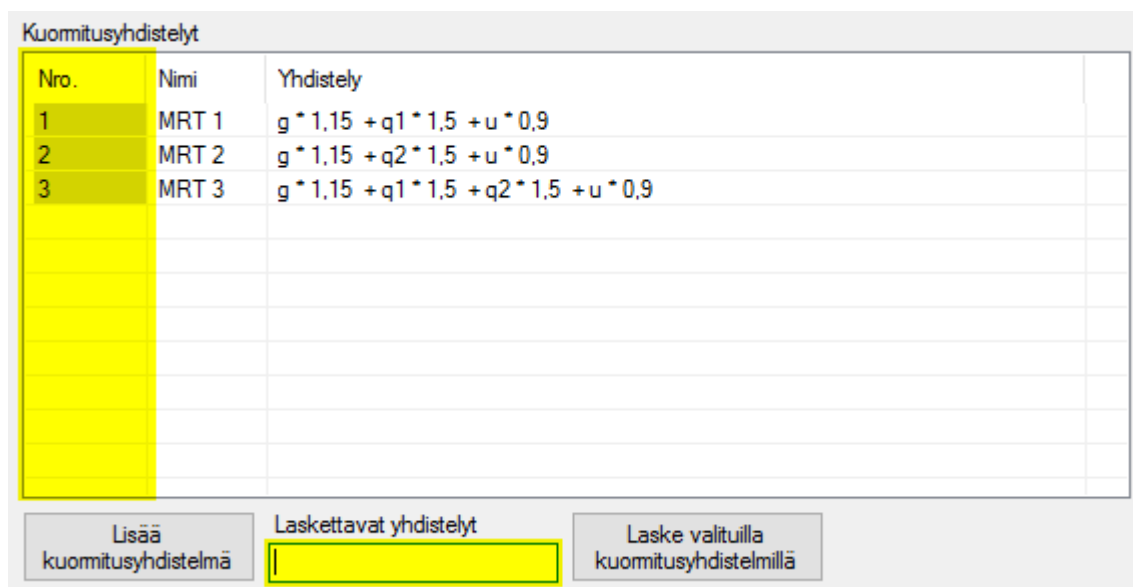 Kuormitusyhdistelyt
Nro. Nimi Yhdistely
1 MRT 1 g * 1,15 + q1 * 1,5 + u * 0,9
2 MRT 2 g * 1,15 + q2 * 1,5 + u * 0,9
3 MRT 3 g * 1,15 + q1 * 1,5 + q2 * 1,5 + u * 0,9
Lisää
kuormitusyhdistelmä
Laskettavat yhdistelyt
Laske valituilla
kuormitusyhdistelmillä